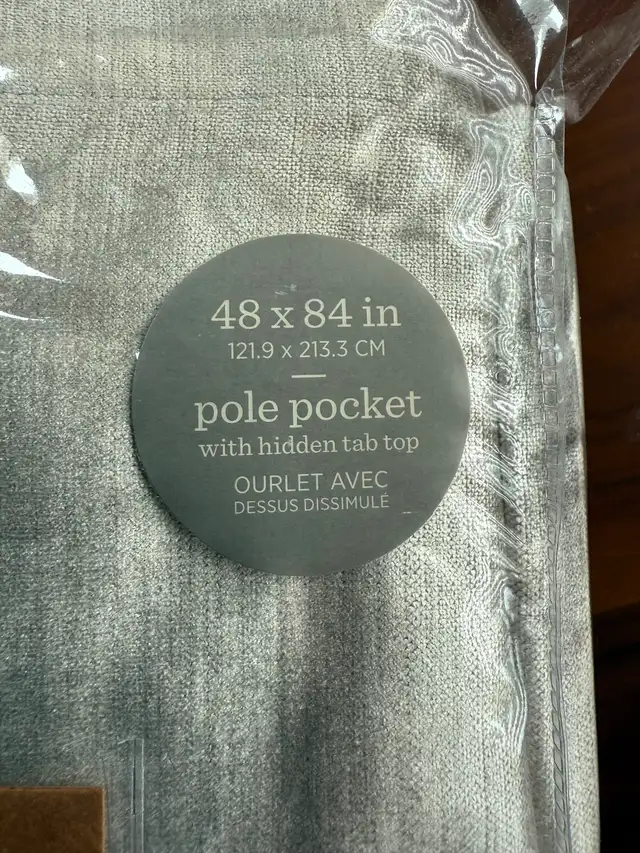 48 x 84 in
121.9 x 213.3 CM
pole pocket
with hidden tab top
OURLET AVEC
DESSUS DISSIMULÉ